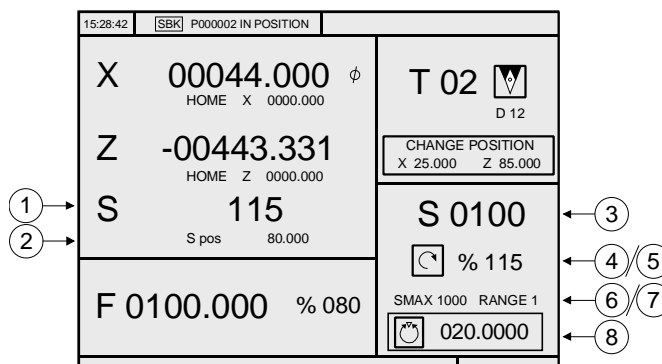 15:28:42 SBK P000002 IN POSITION
X 00044.000 ϕ
HOME X 0000.000
Z -00443.331
HOME Z 0000.000
S 115
S pos 80.000
F 0100.000 % 080
T 02
D 12
CHANGE POSITION
X 25.000 Z 85.000
S 0100
% 115
SMAX 1000 RANGE 1
020.0000
1
2
3
4/5
6/7
8